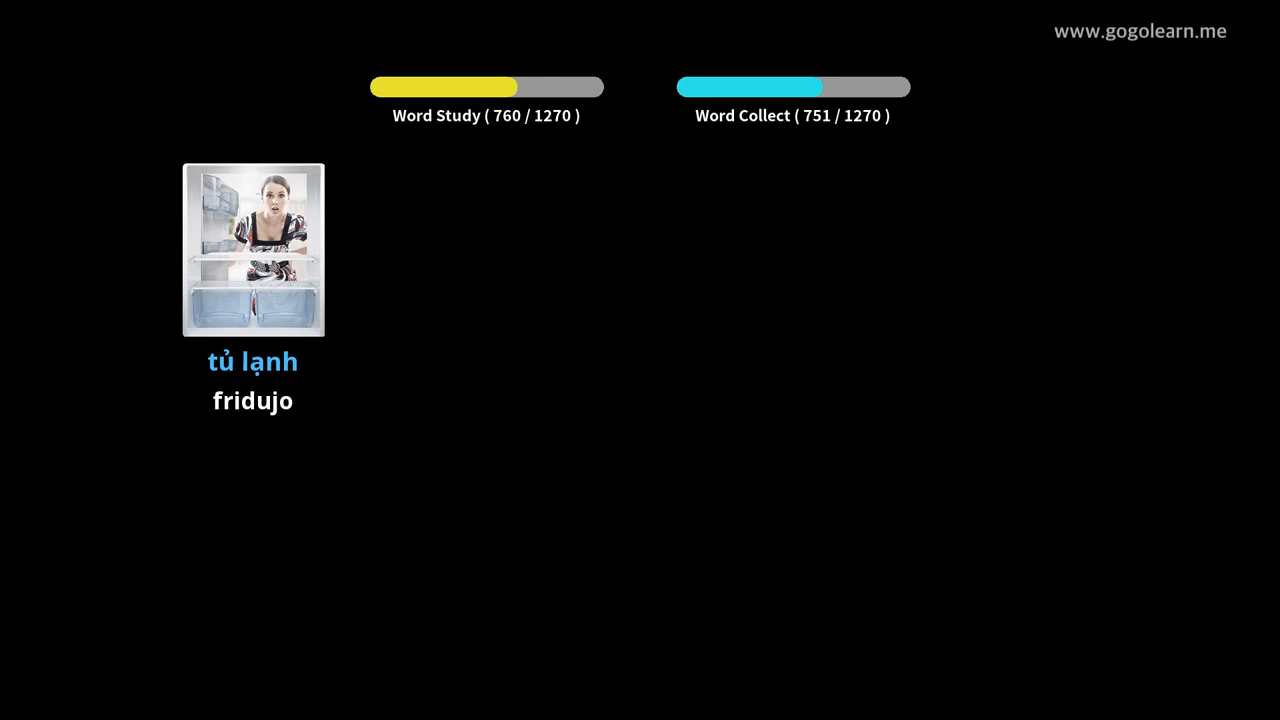 www.gogolearn.me
Word Study ( 760 / 1270 )
Word Collect ( 751 / 1270 )
tủ lạnh
fridujo